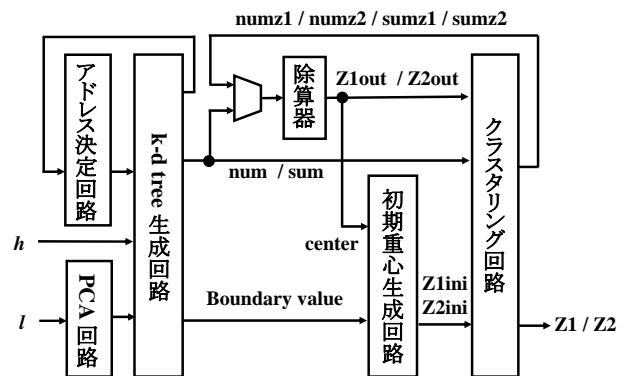 numz1 / numz2 / sumz1 / sumz2
アドレス決定回路
k-d tree 生成回路
除算器
Z1out / Z2out
クラスタリング回路
num / sum
初期重心生成回路
h
center
PCA 回路
Boundary value
Z1ini
Z2ini
l
Z1 / Z2